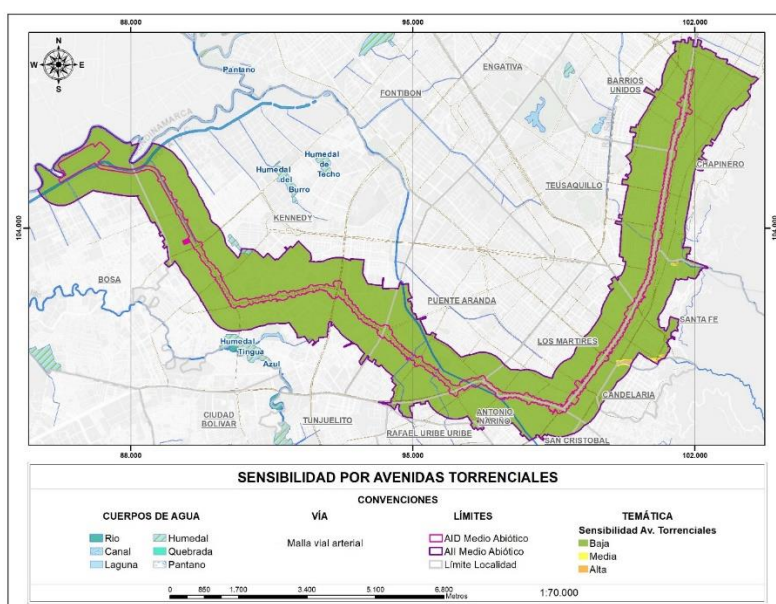 88.000 95.000 102.000
N
W E
S
Pantano
ENGATIVA
BARRIOS
UNIDOS
FONTIBON
CUNDINAMARCA
CHAPINERO
Humedal
de
Techo
Humedal
del
Burro
TEUSAQUILLO
KENNEDY
104.000 104.000
BOSA
PUENTE ARANDA
SANTA FE
LOS MARTIRES
Humedal
Tingua
Azul
CANDELARIA
CIUDAD
BOLIVAR
TUNJUELITO
ANTONIO
NARIÑO
RAFAEL URIBE URIBE
SAN CRISTOBAL
88.000 95.000 102.000
SENSIBILIDAD POR AVENIDAS TORRENCIALES
CONVENCIONES
CUERPOS DE AGUA VÍA LÍMITES TEMÁTICA
Rio Humedal Malla vial arterial AID Medio Abiótico Sensibilidad Av. Torrenciales
Canal Quebrada AII Medio Abiótico Baja
Laguna Pantano Límite Localidad Media
Alta
0 850 1.700 3.400 5.100 6.800
Metros
1:70.000